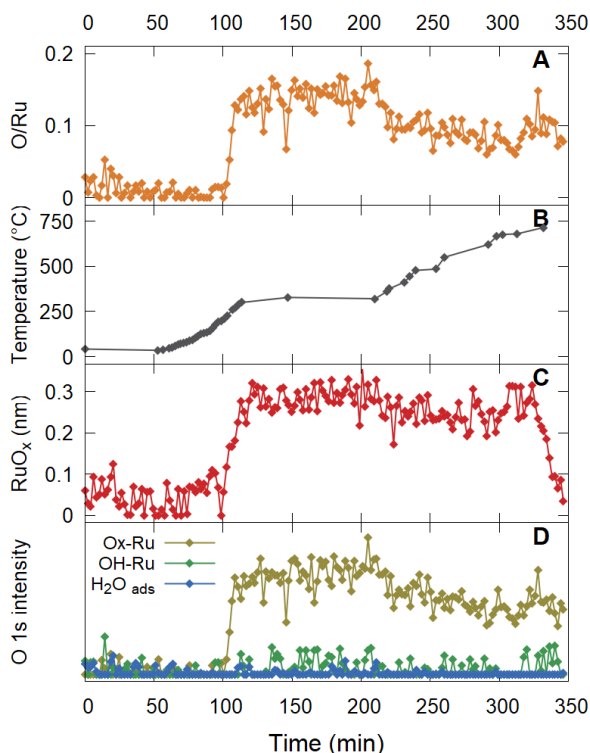 0 50 100 150 200 250 300 350
A
0.2
0.1
0
O/Ru
B
750
500
250
0
Temperature (°C)
C
0.3
0.2
0.1
0
RuOₓ (nm)
D
Ox-Ru
OH-Ru
H₂O ads
O 1s intensity
0 50 100 150 200 250 300 350
Time (min)